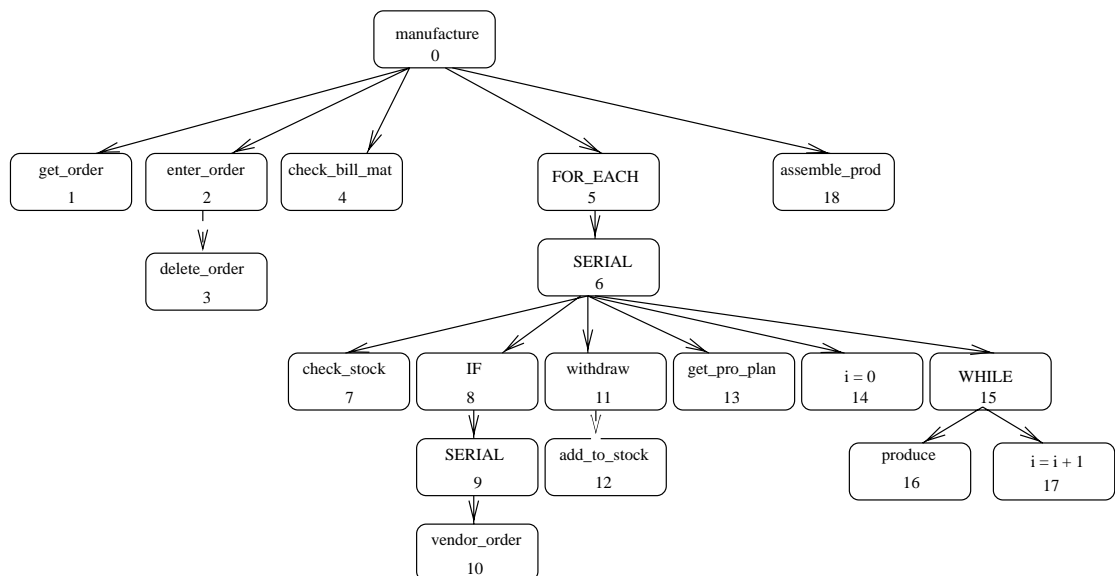 manufacture
0
get_order
1
enter_order
2
check_bill_mat
4
FOR_EACH
5
assemble_prod
18
delete_order
3
SERIAL
6
check_stock
7
IF
8
withdraw
11
get_pro_plan
13
i = 0
14
WHILE
15
SERIAL
9
add_to_stock
12
produce
16
i = i + 1
17
vendor_order
10